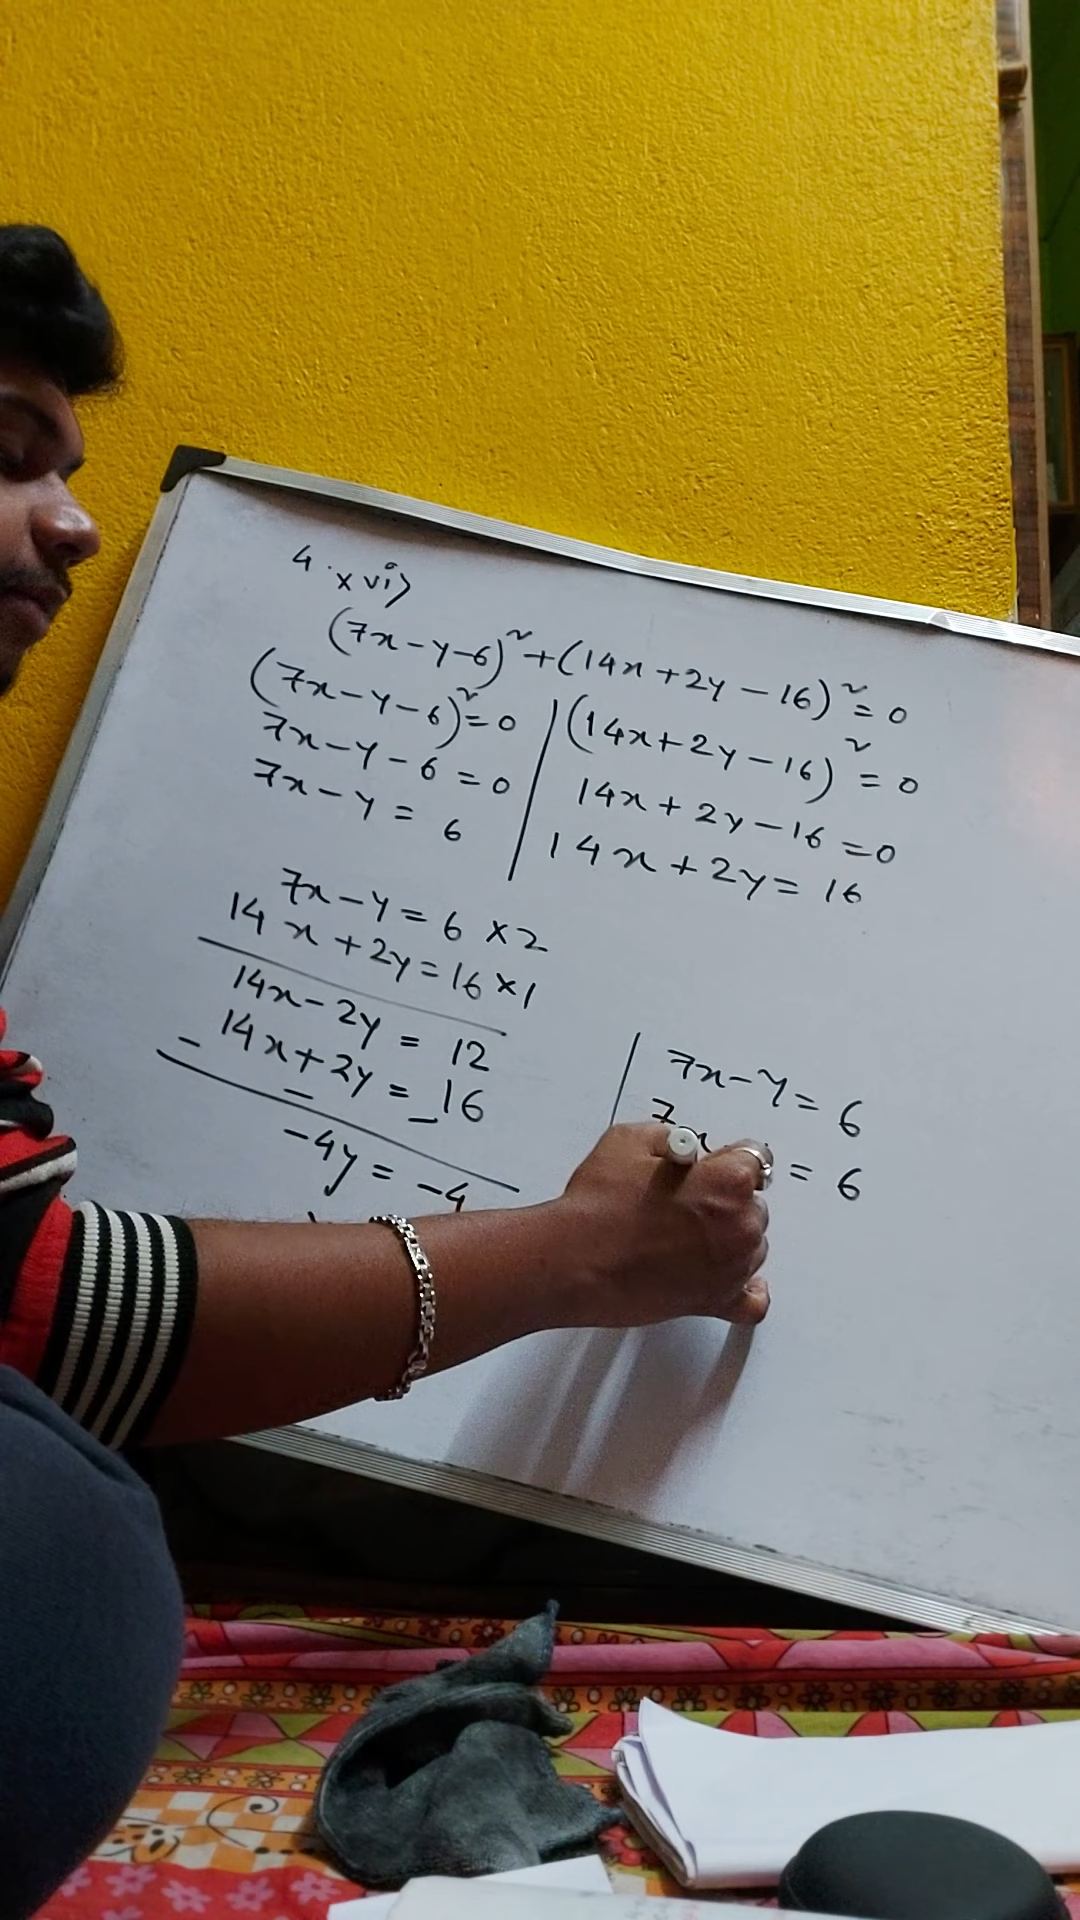 4. xvi)
(7x-y-6)² + (14x+2y-16)² = 0
(7x-y-6)² = 0 | (14x+2y-16)² = 0
7x-y-6 = 0 | 14x+2y-16 = 0
7x-y = 6 | 14x+2y = 16
7x-y = 6 ×2
14x+2y = 16 ×1
14x-2y = 12
14x+2y = 16
- - -
-4y = -4
7x-y = 6
7x = 6